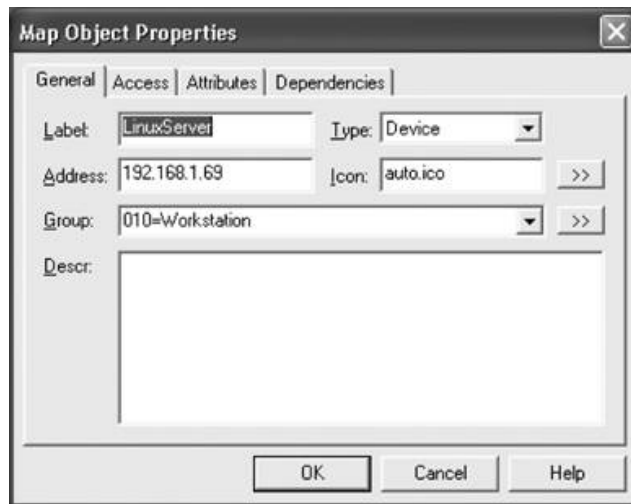 Map Object Properties
General Access Attributes Dependencies
Label: LinuxServer Type: Device
Address: 192.168.1.69 Icon: auto.ico >>
Group: 010=Workstation >>
Descr:
OK Cancel Help